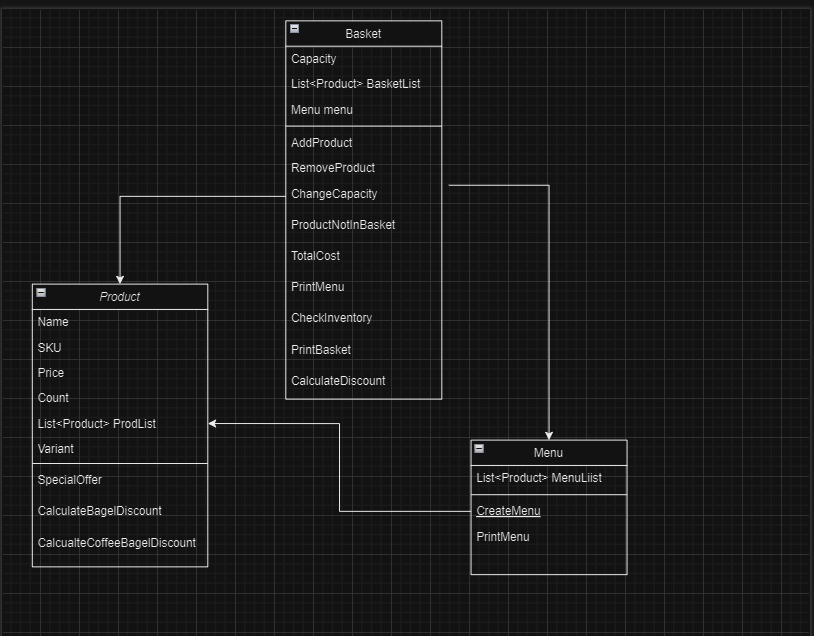 Basket
Capacity
List<Product> BasketList
Menu menu
AddProduct
RemoveProduct
ChangeCapacity
ProductNotInBasket
TotalCost
PrintMenu
CheckInventory
PrintBasket
CalculateDiscount
Product
Name
SKU
Price
Count
List<Product> ProdList
Variant
SpecialOffer
CalculateBagelDiscount
CalcualteCoffeeBagelDiscount
Menu
List<Product> MenuLiist
CreateMenu
PrintMenu